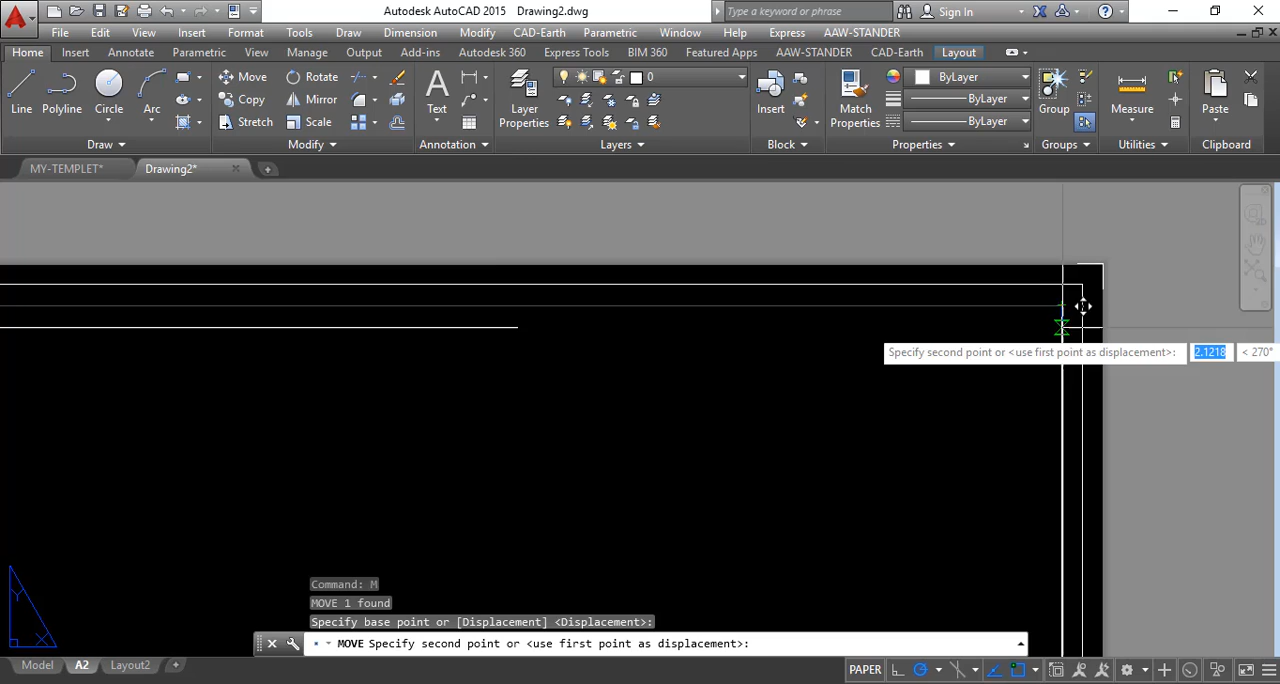 Autodesk AutoCAD 2015 Drawing2.dwg
Type a keyword or phrase
Sign In
File Edit View Insert Format Tools Draw Dimension Modify CAD-Earth Parametric Window Help Express AAW-STANDER
Home Insert Annotate Parametric View Manage Output Add-ins Autodesk 360 Express Tools BIM 360 Featured Apps AAW-STANDER CAD-Earth Layout
Line Polyline Circle Arc
Move Rotate
Copy Mirror
Stretch Scale
Text
Layer Properties
0
Insert
Match Properties
ByLayer
ByLayer
ByLayer
Group
Measure
Paste
Draw Modify Annotation Layers Block Properties Groups Utilities Clipboard
MY-TEMPLET* Drawing2*
Specify second point or <use first point as displacement>: 2.1218 < 270°
Y
X
Command: M
MOVE 1 found
Specify base point or [Displacement] <Displacement>:
MOVE Specify second point or <use first point as displacement>:
Model A2 Layout2 +
PAPER